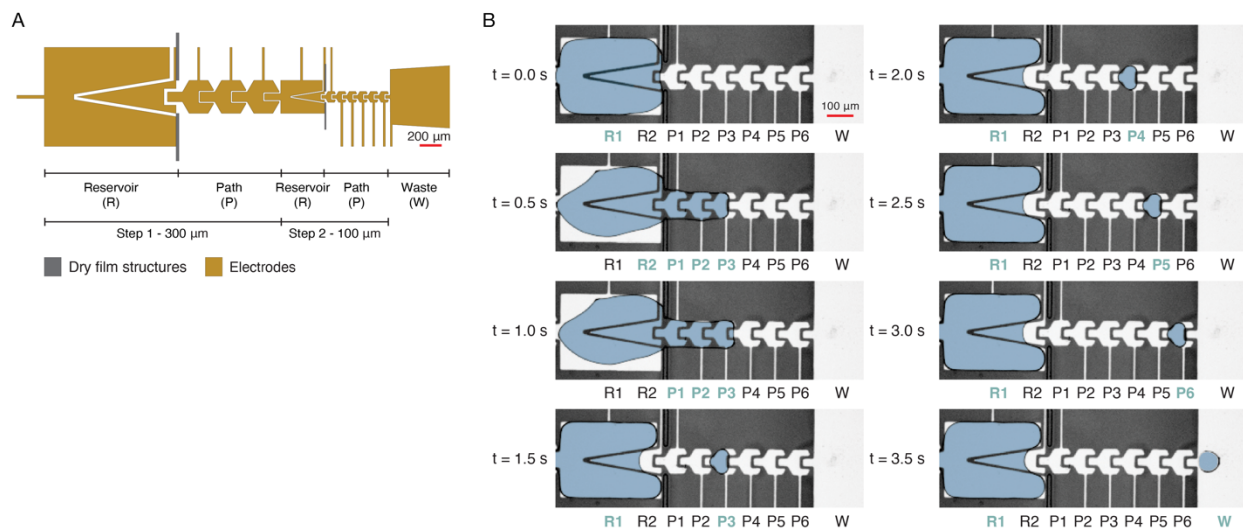 A
200 µm
Reservoir (R)
Path (P)
Reservoir (R)
Path (P)
Waste (W)
Step 1 - 300 µm
Step 2 - 100 µm
Dry film structures
Electrodes
B
t = 0.0 s
100 µm
R1 R2 P1 P2 P3 P4 P5 P6 W
t = 0.5 s
R1 R2 P1 P2 P3 P4 P5 P6 W
t = 1.0 s
R1 R2 P1 P2 P3 P4 P5 P6 W
t = 1.5 s
R1 R2 P1 P2 P3 P4 P5 P6 W
t = 2.0 s
R1 R2 P1 P2 P3 P4 P5 P6 W
t = 2.5 s
R1 R2 P1 P2 P3 P4 P5 P6 W
t = 3.0 s
R1 R2 P1 P2 P3 P4 P5 P6 W
t = 3.5 s
R1 R2 P1 P2 P3 P4 P5 P6 W